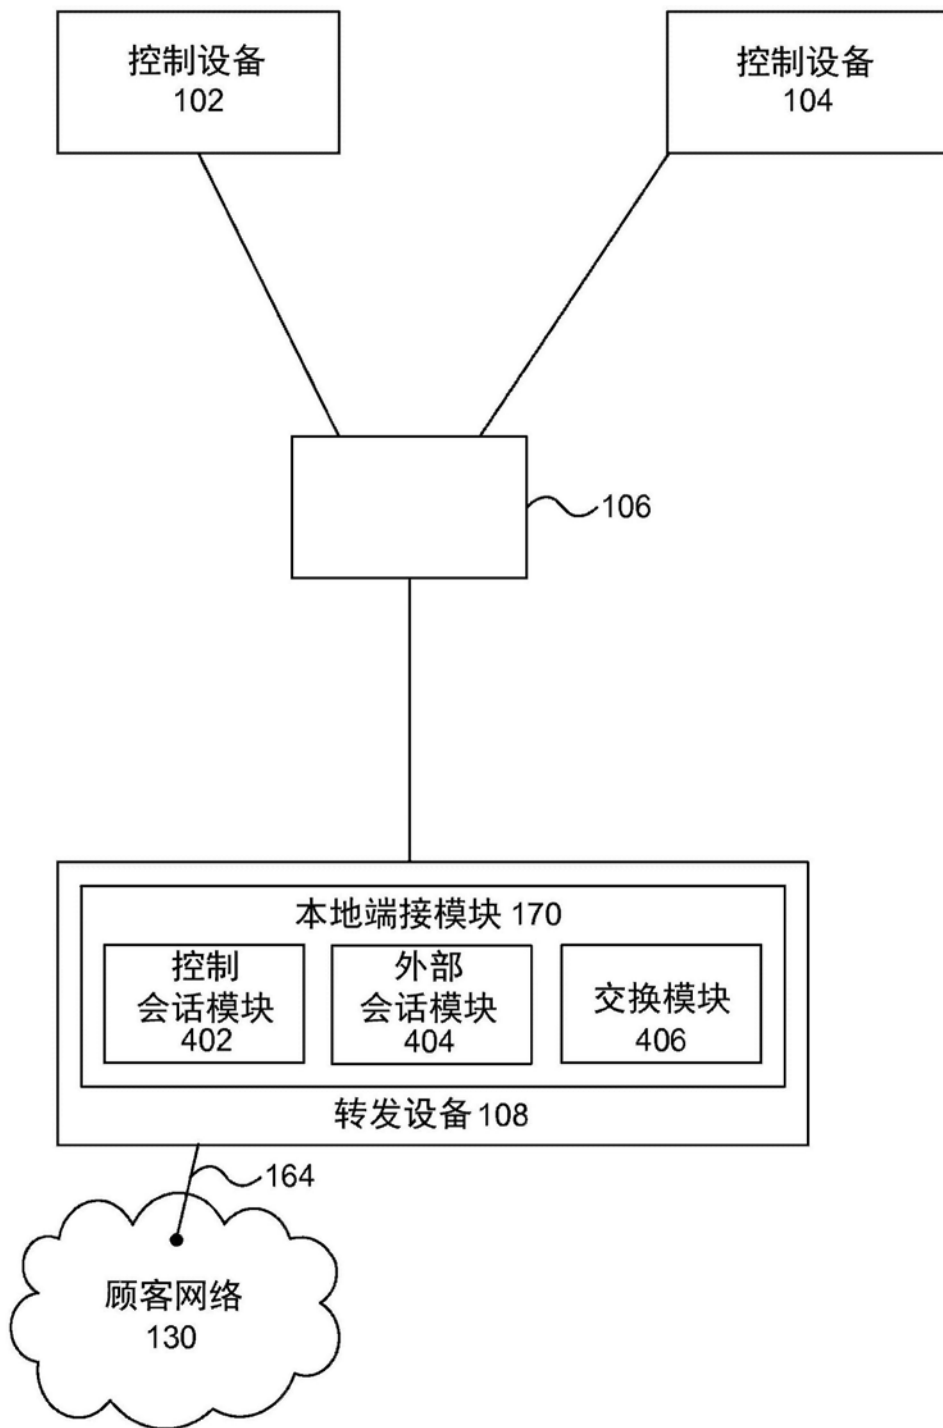 控制设备
102
控制设备
104
106
本地端接模块 170
控制
会话模块
402
外部
会话模块
404
交换模块
406
转发设备 108
164
顾客网络
130